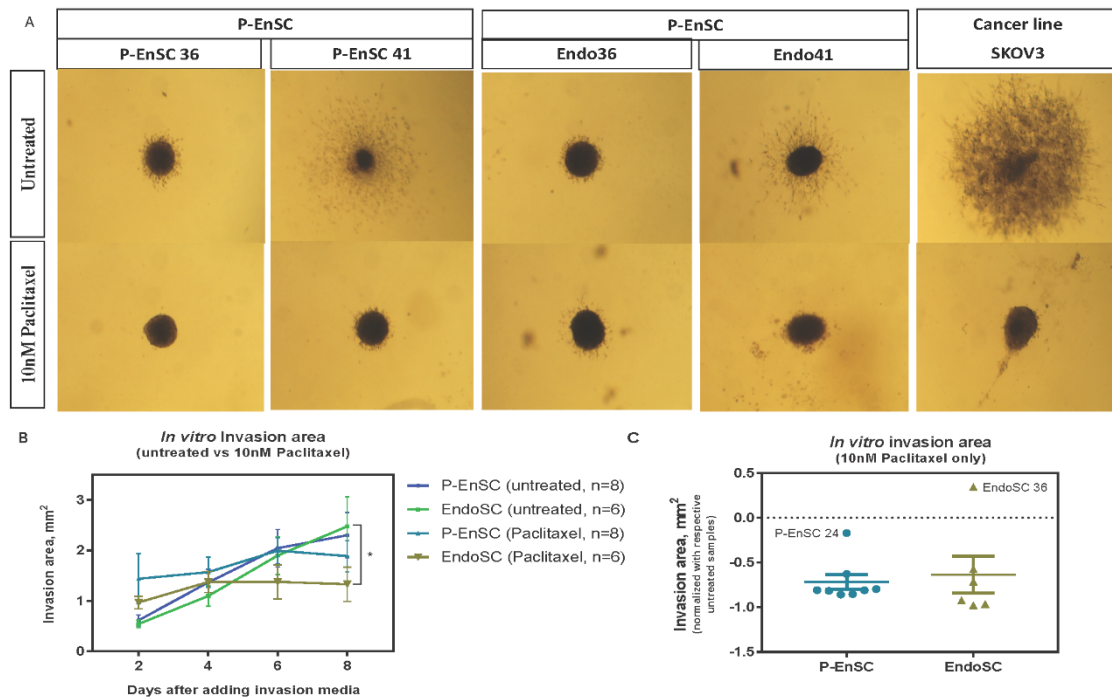 A
P-EnSC
P-EnSC
Cancer line
SKOV3
P-EnSC 36
P-EnSC 41
Endo36
Endo41
Untreated
10nM Paclitaxel
B
In vitro Invasion area
(untreated vs 10nM Paclitaxel)
Invasion area, mm²
3
2
1
0
2
4
6
8
Days after adding invasion media
*
P-EnSC (untreated, n=8)
EndoSC (untreated, n=6)
P-EnSC (Paclitaxel, n=8)
EndoSC (Paclitaxel, n=6)
C
In vitro invasion area
(10nM Paclitaxel only)
Invasion area, mm²
(normalized with respective
untreated samples)
0.5
0.0
-0.5
-1.0
-1.5
EndoSC 36
P-EnSC 24
P-EnSC
EndoSC